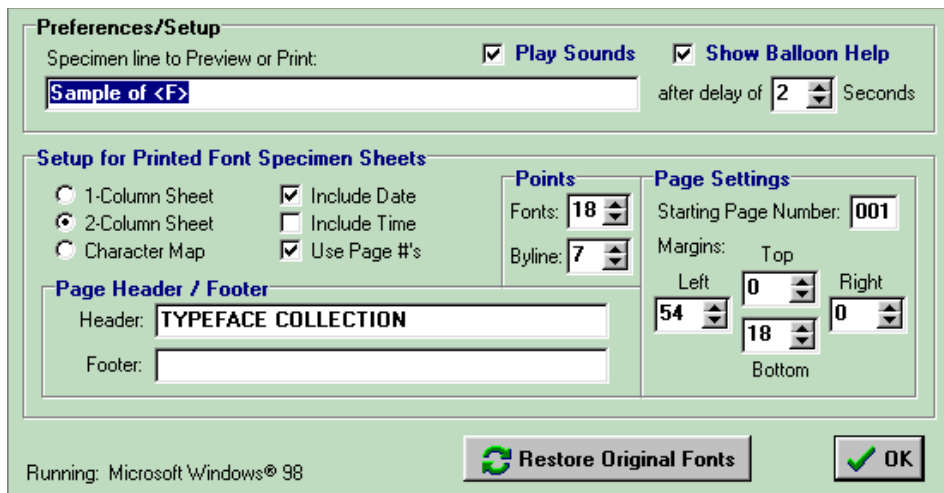 Preferences/Setup
Specimen line to Preview or Print:
Play Sounds
Show Balloon Help
Sample of <F>
after delay of 2 Seconds
Setup for Printed Font Specimen Sheets
1-Column Sheet
2-Column Sheet
Character Map
Include Date
Include Time
Use Page #'s
Points
Fonts: 18
Byline: 7
Page Settings
Starting Page Number: 001
Margins:
Top
0
Left
54
Right
0
18
Bottom
Page Header / Footer
Header: TYPEFACE COLLECTION
Footer:
Running: Microsoft Windows® 98
Restore Original Fonts
OK